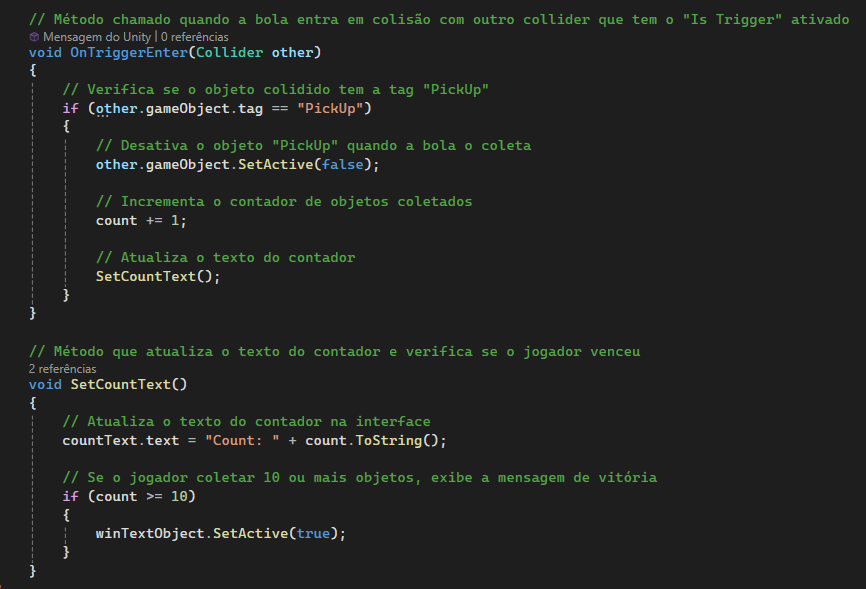 // Método chamado quando a bola entra em colisão com outro collider que tem o "Is Trigger" ativado
Mensagem do Unity | 0 referências
void OnTriggerEnter(Collider other)
{
    // Verifica se o objeto colidido tem a tag "PickUp"
    if (other.gameObject.tag == "PickUp")
    {
        // Desativa o objeto "PickUp" quando a bola o coleta
        other.gameObject.SetActive(false);

        // Incrementa o contador de objetos coletados
        count += 1;

        // Atualiza o texto do contador
        SetCountText();
    }
}

// Método que atualiza o texto do contador e verifica se o jogador venceu
2 referências
void SetCountText()
{
    // Atualiza o texto do contador na interface
    countText.text = "Count: " + count.ToString();

    // Se o jogador coletar 10 ou mais objetos, exibe a mensagem de vitória
    if (count >= 10)
    {
        winTextObject.SetActive(true);
    }
}